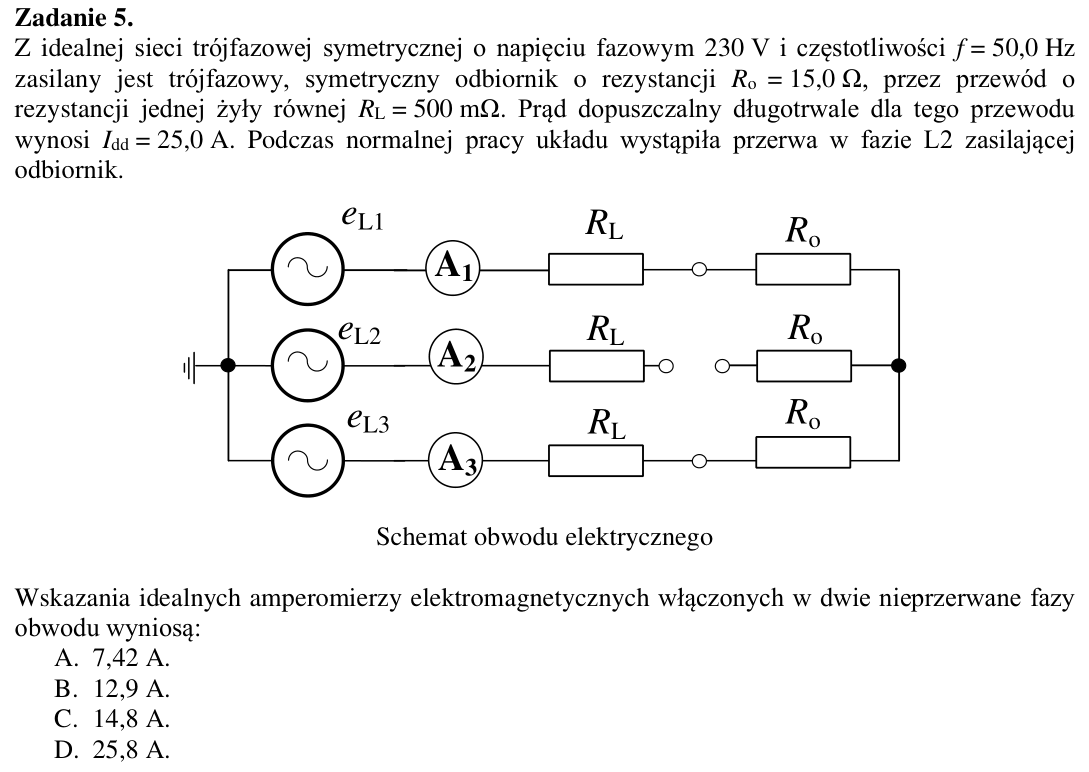 Zadanie 5.
Z idealnej sieci trójfazowej symetrycznej o napięciu fazowym 230 V i częstotliwości f = 50,0 Hz
zasilany jest trójfazowy, symetryczny odbiornik o rezystancji Ro = 15,0 Ω, przez przewód o
rezystancji jednej żyły równej RL = 500 mΩ. Prąd dopuszczalny długotrwale dla tego przewodu
wynosi Idd = 25,0 A. Podczas normalnej pracy układu wystąpiła przerwa w fazie L2 zasilającej
odbiornik.
eL1
A1
RL
Ro
eL2
A2
RL
Ro
eL3
A3
RL
Ro
Schemat obwodu elektrycznego
Wskazania idealnych amperomierzy elektromagnetycznych włączonych w dwie nieprzerwane fazy
obwodu wyniosą:
A. 7,42 A.
B. 12,9 A.
C. 14,8 A.
D. 25,8 A.